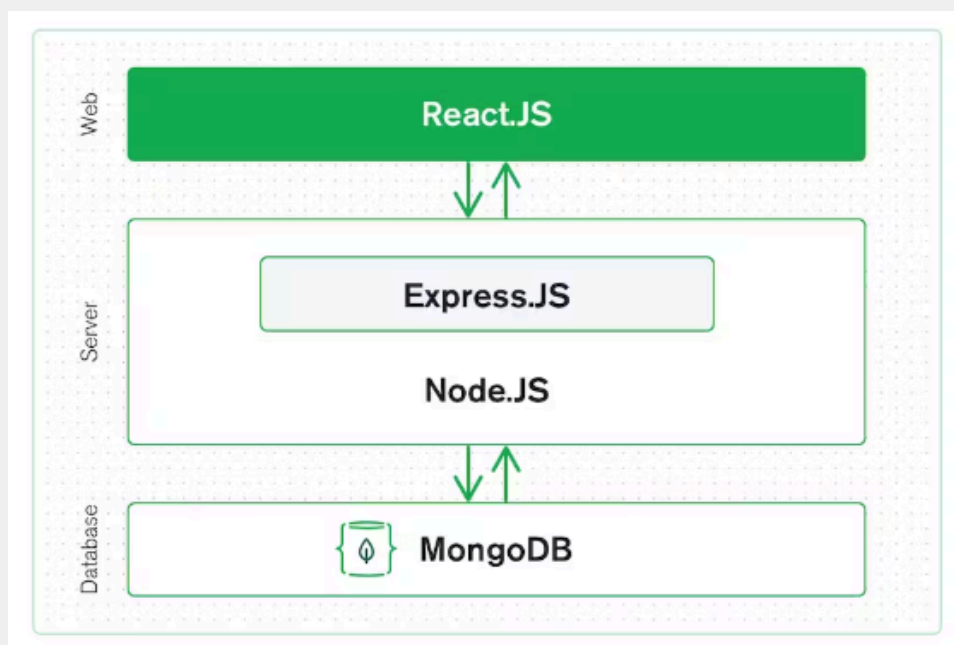 Web
React.JS
Server
Express.JS
Node.JS
Database
MongoDB